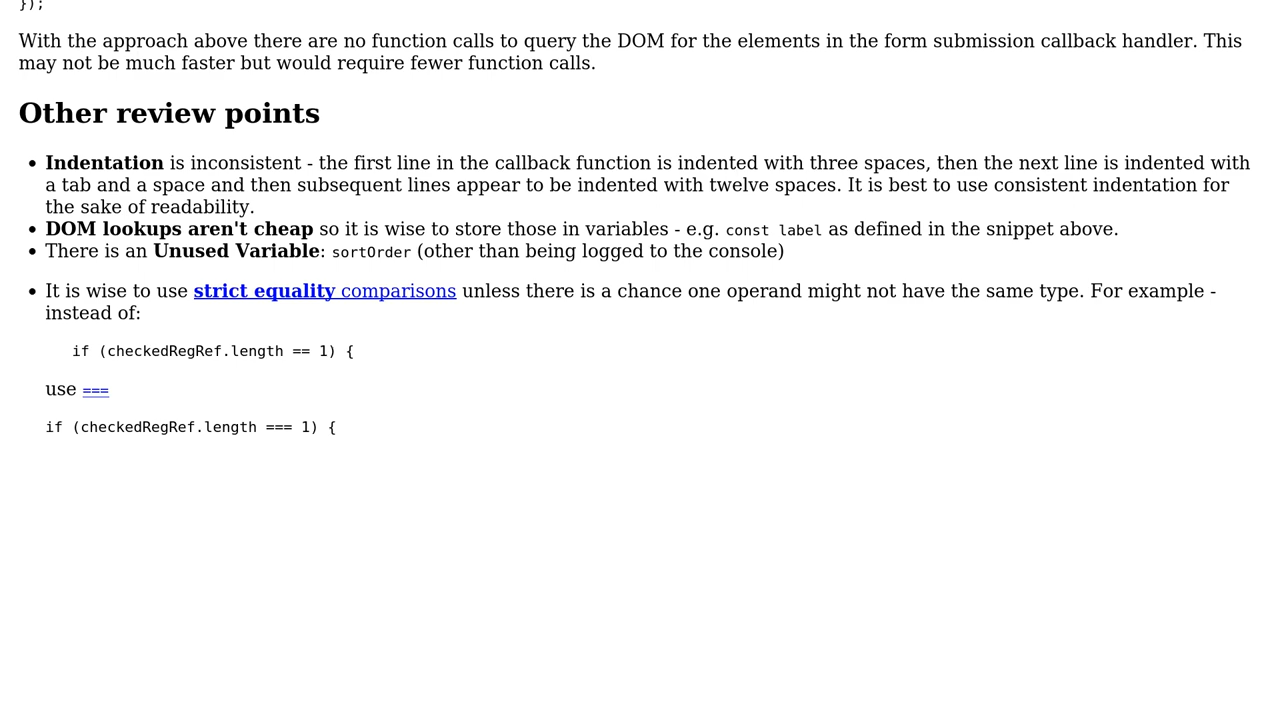 });
With the approach above there are no function calls to query the DOM for the elements in the form submission callback handler. This
may not be much faster but would require fewer function calls.
Other review points
• Indentation is inconsistent - the first line in the callback function is indented with three spaces, then the next line is indented with
a tab and a space and then subsequent lines appear to be indented with twelve spaces. It is best to use consistent indentation for
the sake of readability.
• DOM lookups aren't cheap so it is wise to store those in variables - e.g. const label as defined in the snippet above.
• There is an Unused Variable: sortOrder (other than being logged to the console)
• It is wise to use strict equality comparisons unless there is a chance one operand might not have the same type. For example -
instead of:
if (checkedRegRef.length == 1) {
use ===
if (checkedRegRef.length === 1) {